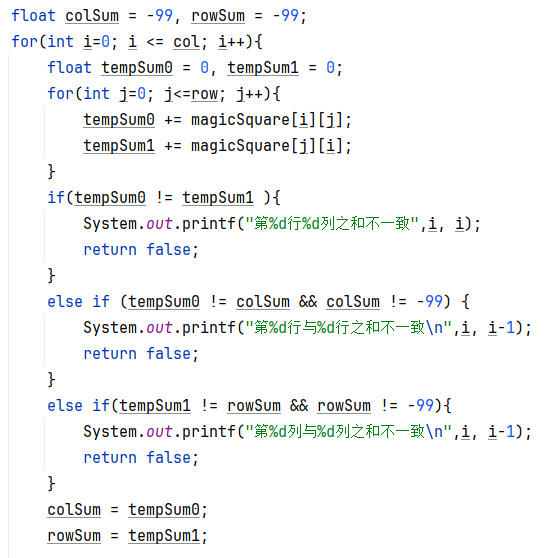 float colSum = -99, rowSum = -99;
for(int i=0; i <= col; i++){
    float tempSum0 = 0, tempSum1 = 0;
    for(int j=0; j<=row; j++){
        tempSum0 += magicSquare[i][j];
        tempSum1 += magicSquare[j][i];
    }
    if(tempSum0 != tempSum1 ){
        System.out.printf("第%d行%d列之和不一致",i, i);
        return false;
    }
    else if (tempSum0 != colSum && colSum != -99) {
        System.out.printf("第%d行与%d行之和不一致\n",i, i-1);
        return false;
    }
    else if(tempSum1 != rowSum && rowSum != -99){
        System.out.printf("第%d列与%d列之和不一致\n",i, i-1);
        return false;
    }
    colSum = tempSum0;
    rowSum = tempSum1;